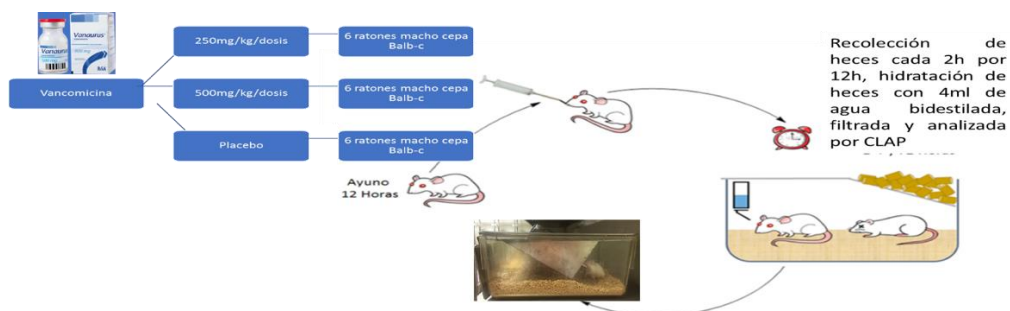 Vanaurus
Vanaurus
Vancomicina
250mg/kg/dosis
6 ratones macho cepa
Balb-c
500mg/kg/dosis
6 ratones macho cepa
Balb-c
Placebo
6 ratones macho cepa
Balb-c
Ayuno
12 Horas
Recolección de
heces cada 2h por
12h, hidratación de
heces con 4ml de
agua bidestilada,
filtrada y analizada
por CLAP